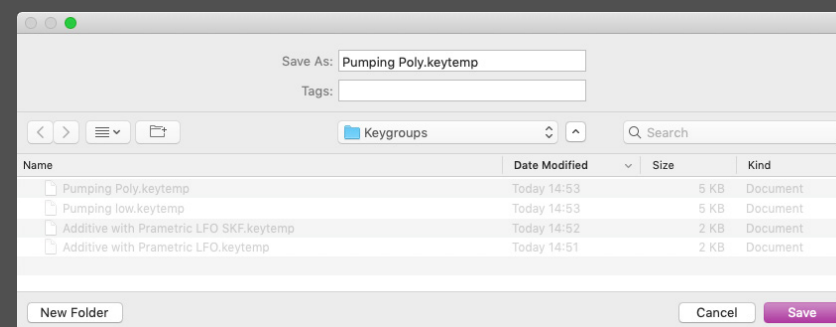 Save As: Pumping Poly.keytemp
Tags:
Keygroups
Search
Name Date Modified Size Kind
Pumping Poly.keytemp Today 14:53 5 KB Document
Pumping low.keytemp Today 14:53 5 KB Document
Additive with Prametric LFO SKF.keytemp Today 14:52 2 KB Document
Additive with Prametric LFO.keytemp Today 14:51 2 KB Document
New Folder Cancel Save